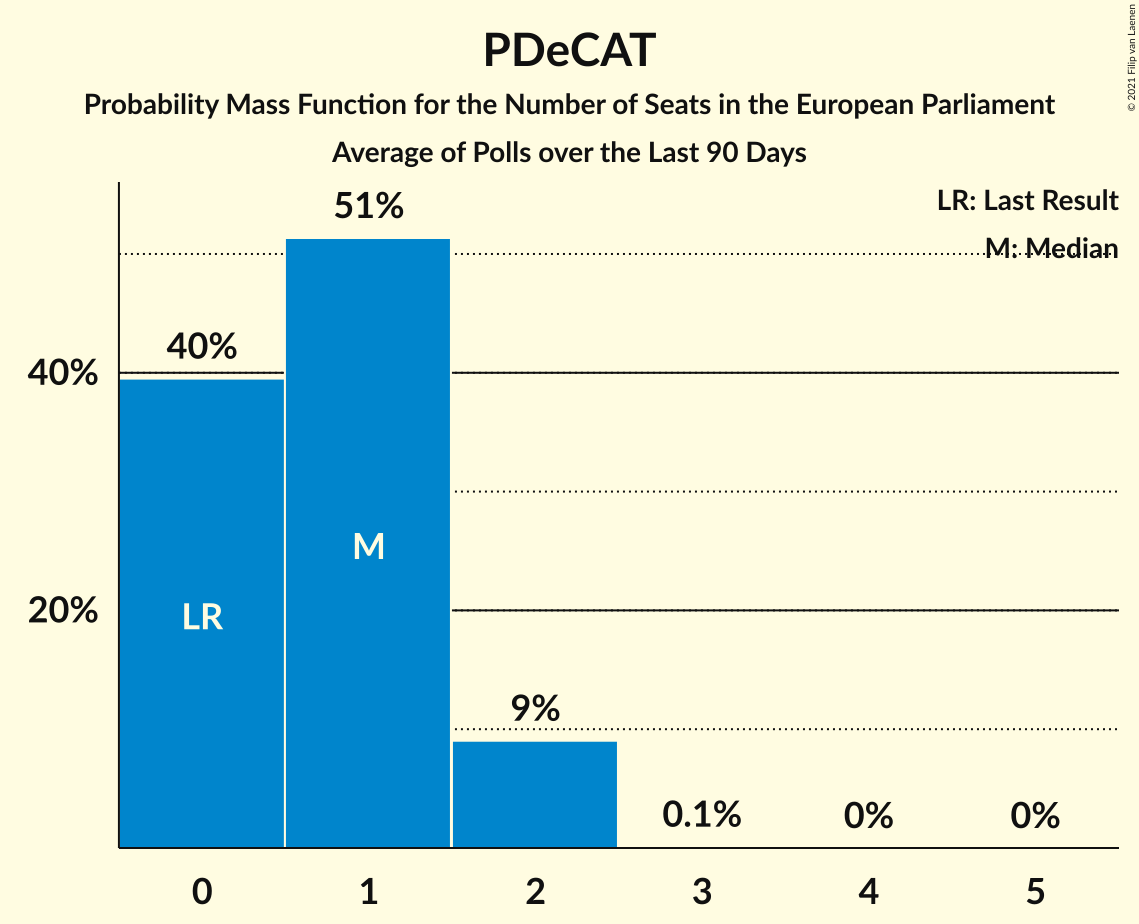 PDeCAT
Probability Mass Function for the Number of Seats in the European Parliament
Average of Polls over the Last 90 Days
© 2021 Filip van Laenen
LR: Last Result
M: Median
51%
40%
40%
M
LR
20%
9%
0.1%
0%
0%
0
1
2
3
4
5